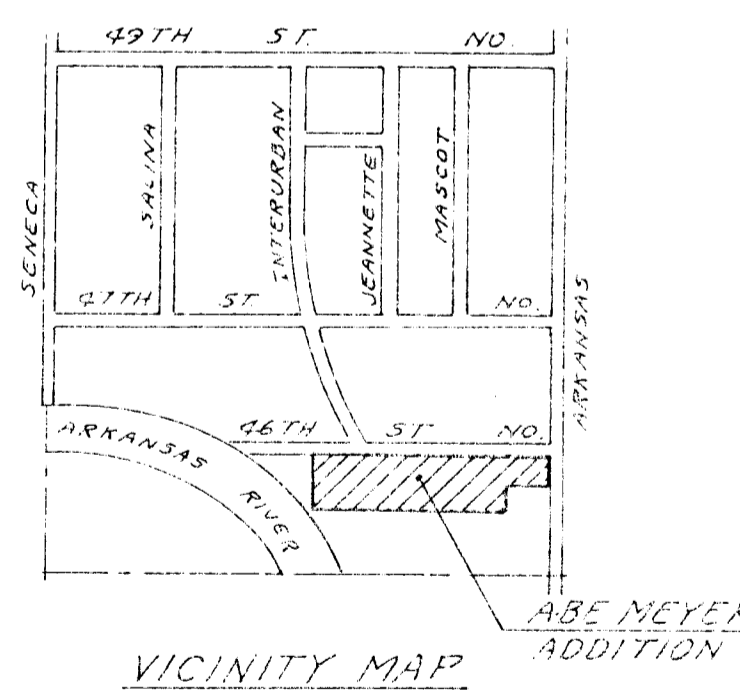 49TH ST. NO.
SENECA
SALINA
INTERURBAN
JEANNETTE
MASCOT
ARKANSAS
47TH ST. NO.
46TH ST NO.
ARKANSAS RIVER
ABE MEYER
ADDITION
VICINITY MAP